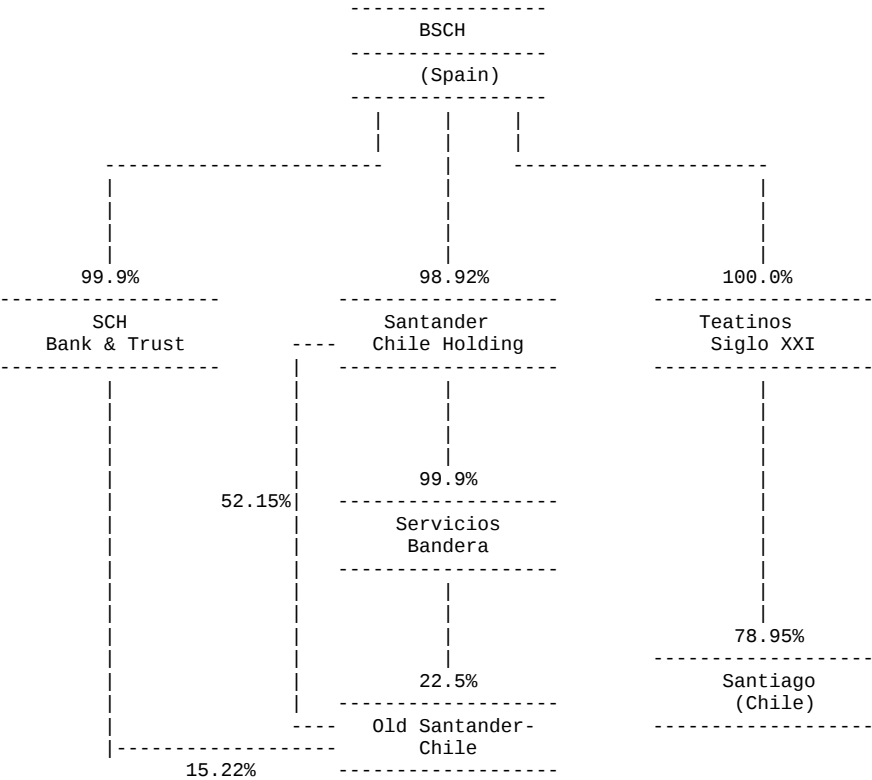 BSCH
(Spain)
99.9% 98.92% 100.0%
SCH Santander Teatinos
Bank & Trust Chile Holding Siglo XXI
99.9%
52.15%
Servicios
Bandera
78.95%
22.5% Santiago
(Chile)
Old Santander-
Chile
15.22%